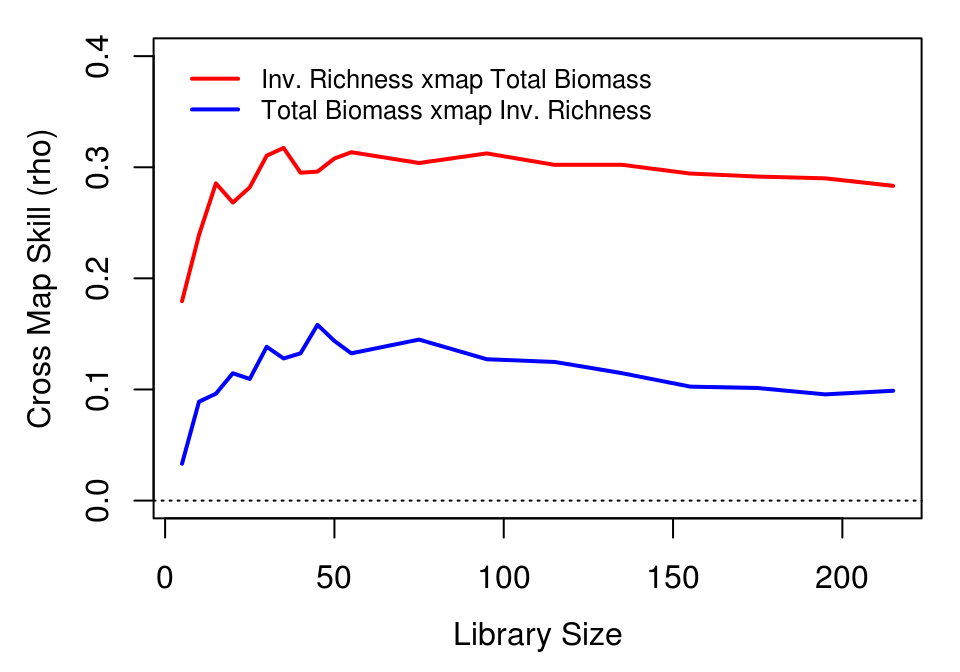 Inv. Richness xmap Total Biomass
Total Biomass xmap Inv. Richness
Cross Map Skill (rho)
0.4
0.3
0.2
0.1
0.0
0 50 100 150 200
Library Size